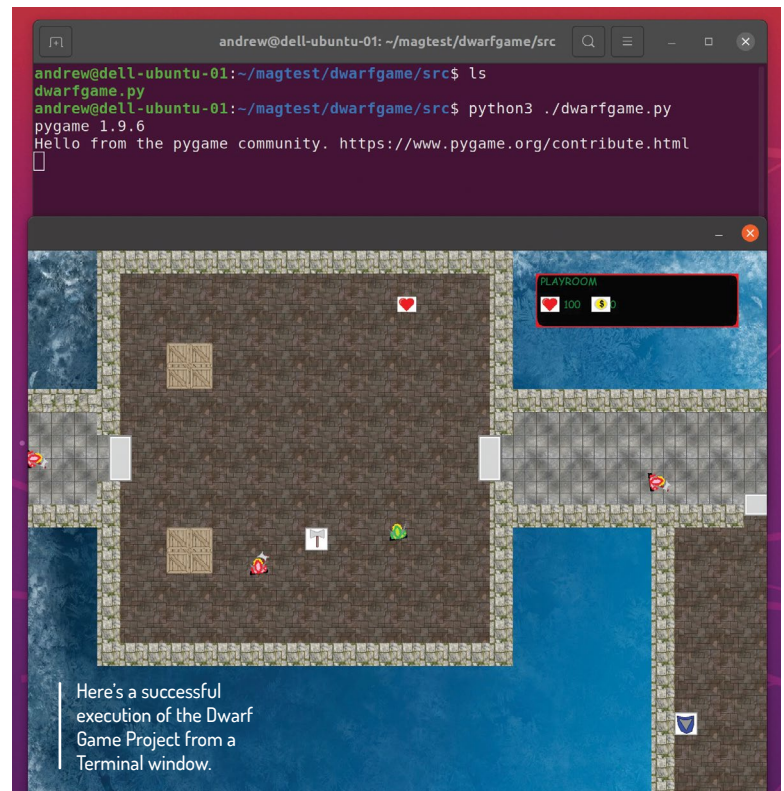 andrew@dell-ubuntu-01: ~/magtest/dwarfgame/src
andrew@dell-ubuntu-01:~/magtest/dwarfgame/src$ ls
dwarfgame.py
andrew@dell-ubuntu-01:~/magtest/dwarfgame/src$ python3 ./dwarfgame.py
pygame 1.9.6
Hello from the pygame community. https://www.pygame.org/contribute.html
PLAYROOM
100 $ 0
Here's a successful
execution of the Dwarf
Game Project from a
Terminal window.